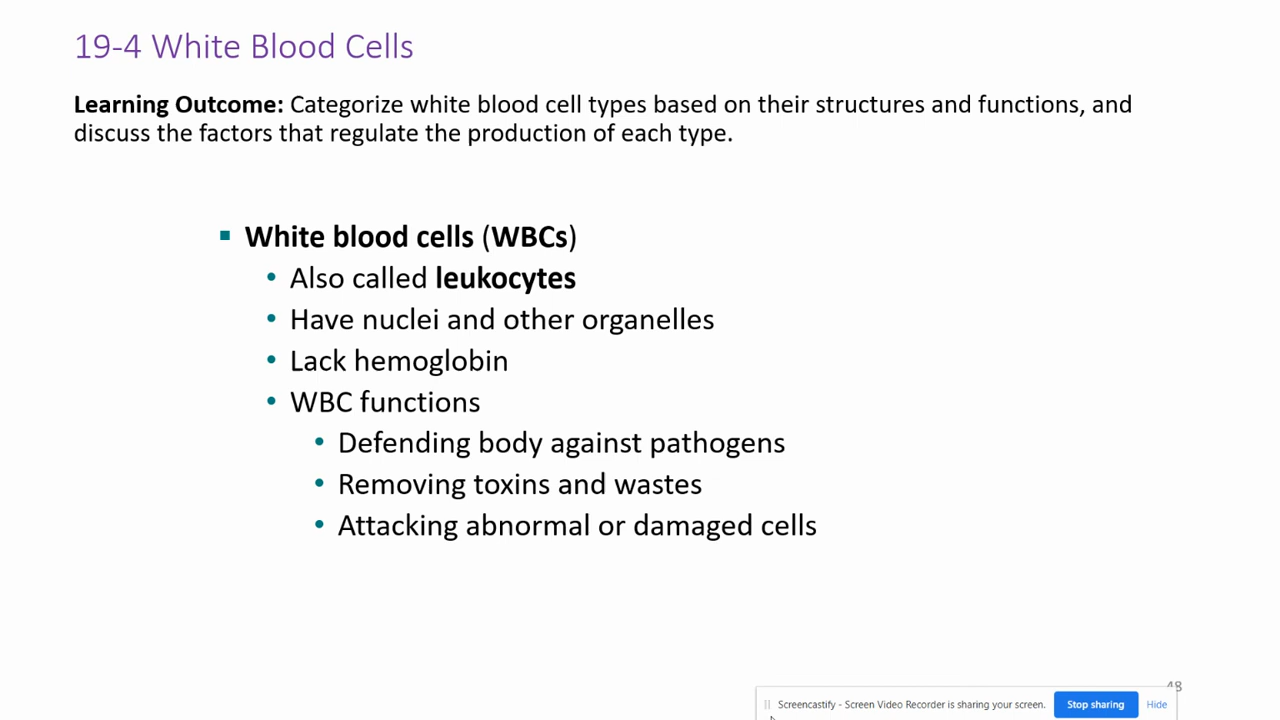 19-4 White Blood Cells
Learning Outcome: Categorize white blood cell types based on their structures and functions, and
discuss the factors that regulate the production of each type.
▪ White blood cells (WBCs)
• Also called leukocytes
• Have nuclei and other organelles
• Lack hemoglobin
• WBC functions
• Defending body against pathogens
• Removing toxins and wastes
• Attacking abnormal or damaged cells
48
Screencastify - Screen Video Recorder is sharing your screen. Stop sharing Hide